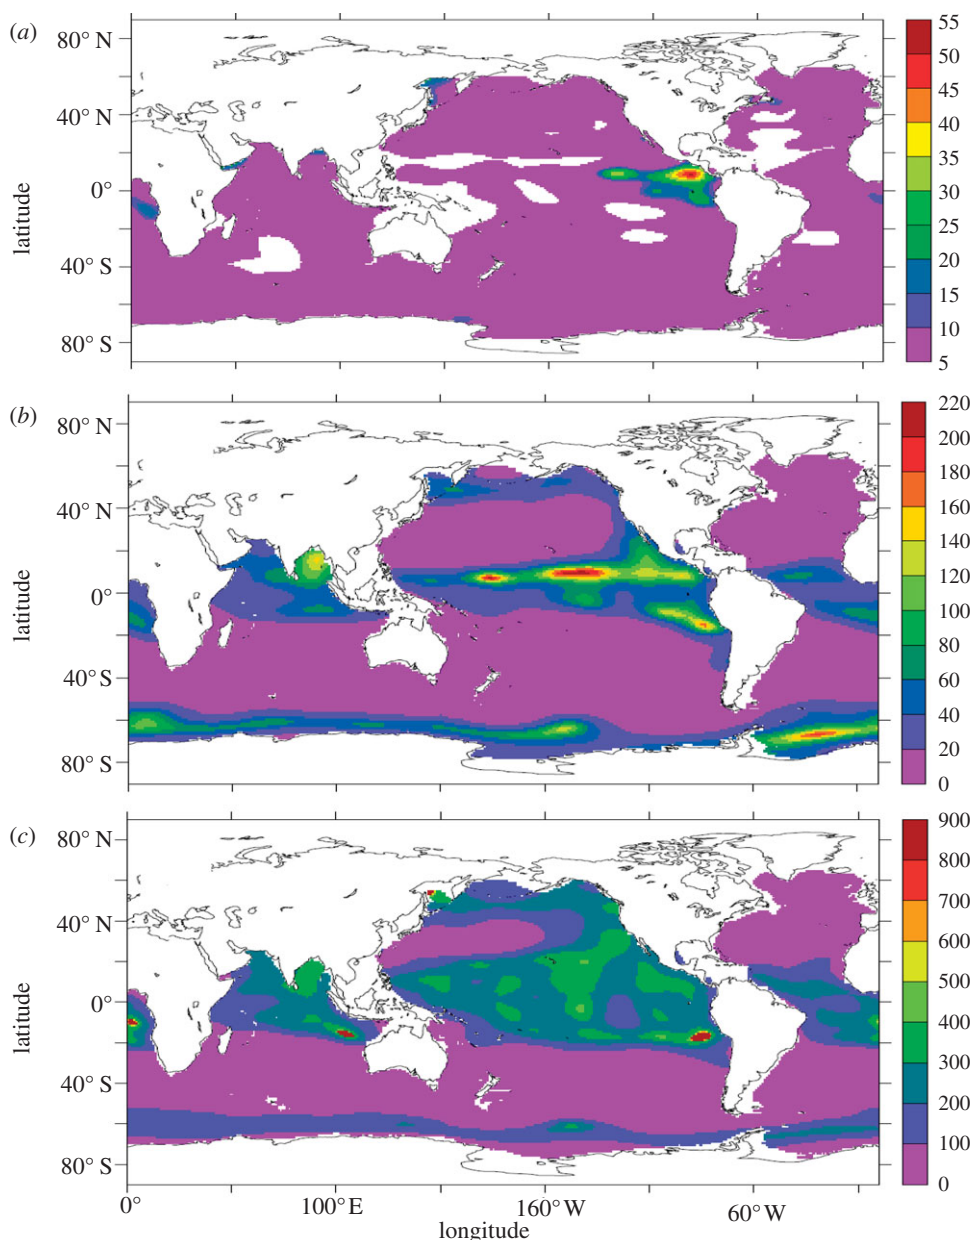 (a)
80° N
40° N
0°
40° S
80° S
latitude
55
50
45
40
35
30
25
20
15
10
5
(b)
80° N
40° N
0°
40° S
80° S
latitude
220
200
180
160
140
120
100
80
60
40
20
0
(c)
80° N
40° N
0°
40° S
80° S
latitude
900
800
700
600
500
400
300
200
100
0
0° 100° E 160° W 60° W
longitude